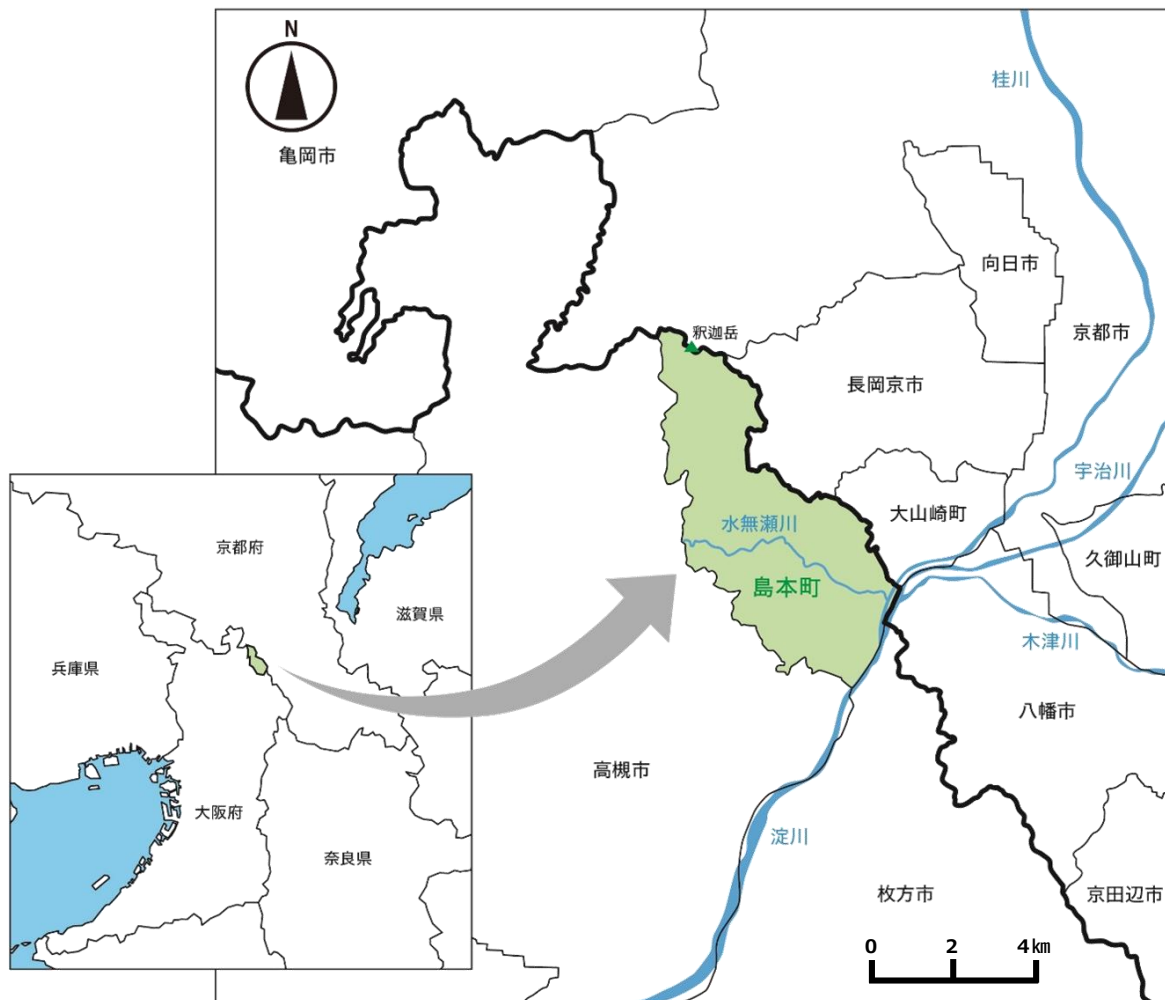 N
亀岡市
桂川
向日市
京都市
釈迦岳
長岡京市
宇治川
大山崎町
水無瀬川
久御山町
島本町
木津川
八幡市
高槻市
淀川
枚方市
京田辺市
0 2 4km
京都府
滋賀県
兵庫県
大阪府
奈良県